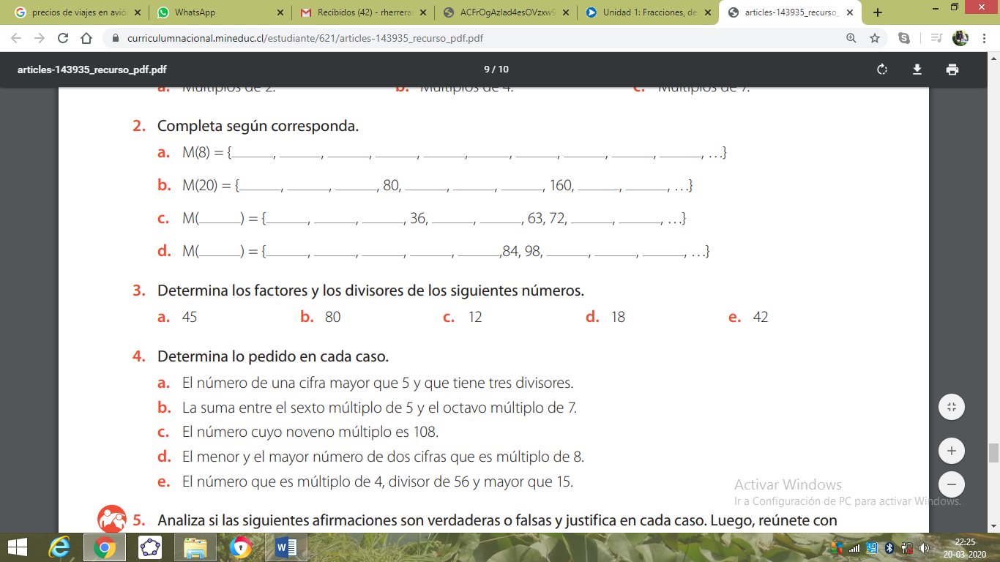 precios de viajes en avió
WhatsApp
Recibidos (42) - rherreras
ACFrOgAzlad4esOVzxw9
Unidad 1: Fracciones, de
articles-143935_recurso_
curriculumnacional.mineduc.cl/estudiante/621/articles-143935_recurso_pdf.pdf
articles-143935_recurso_pdf.pdf
9 / 10
a. Múltiplos de 2. b. Múltiplos de 4. c. Múltiplos de 7.
2. Completa según corresponda.
a. M(8) = {______, ______, ______, ______, ______,______, ______, ______, ______, ______, …}
b. M(20) = {______, ______, ______, 80, ______, ______, ______, 160, ______, ______, …}
c. M(______) = {______, ______, ______, 36, ______, ______, 63, 72, ______, ______, …}
d. M(______) = {______, ______, ______, ______, ______,84, 98, ______, ______, ______, …}
3. Determina los factores y los divisores de los siguientes números.
a. 45 b. 80 c. 12 d. 18 e. 42
4. Determina lo pedido en cada caso.
a. El número de una cifra mayor que 5 y que tiene tres divisores.
b. La suma entre el sexto múltiplo de 5 y el octavo múltiplo de 7.
c. El número cuyo noveno múltiplo es 108.
d. El menor y el mayor número de dos cifras que es múltiplo de 8.
e. El número que es múltiplo de 4, divisor de 56 y mayor que 15.
Activar Windows
Ir a Configuración de PC para activar Windows.
5. Analiza si las siguientes afirmaciones son verdaderas o falsas y justifica en cada caso. Luego, reúnete con
22:25
20-03-2020